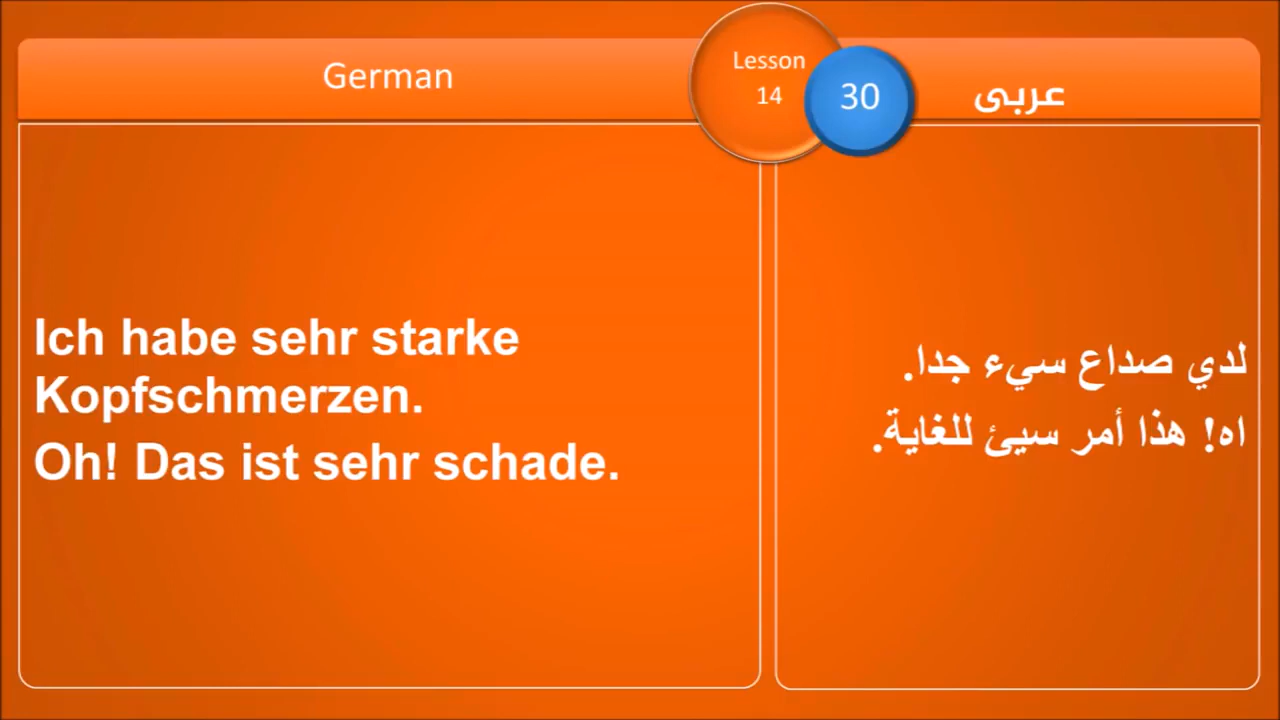 German
Lesson
14
30
عربى
Ich habe sehr starke
Kopfschmerzen.
Oh! Das ist sehr schade.
لدي صداع سيء جدا.
اه! هذا أمر سيئ للغاية.